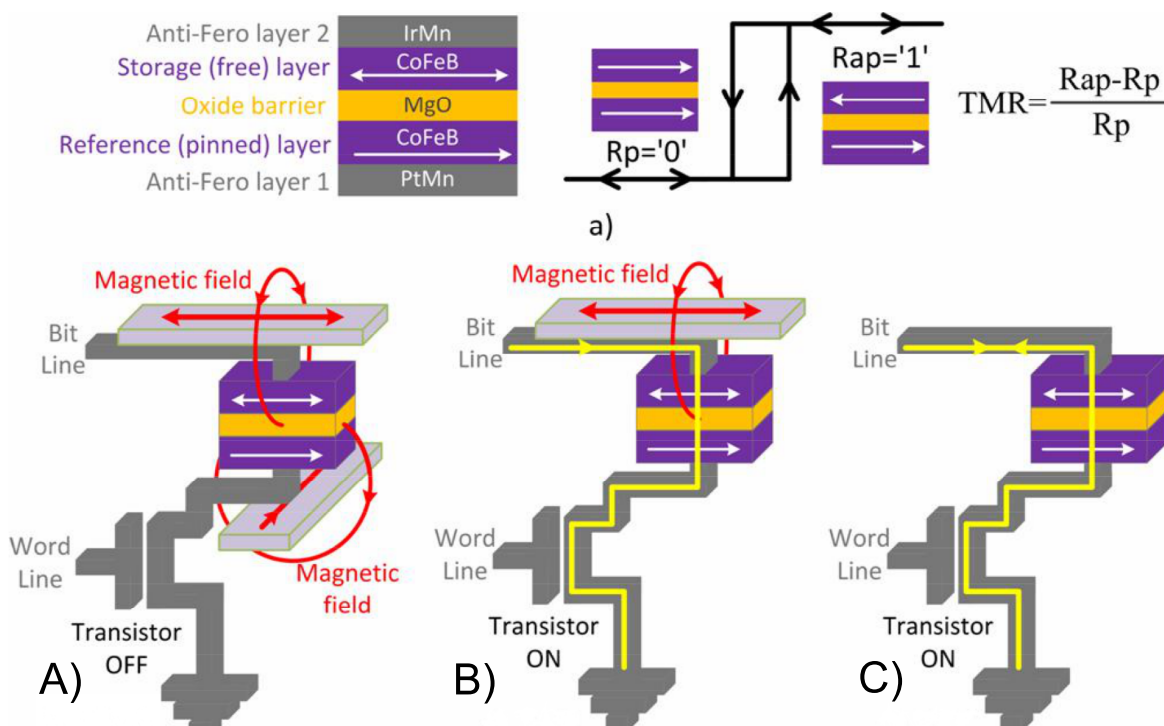 Anti-Fero layer 2
IrMn
Storage (free) layer
CoFeB
Oxide barrier
MgO
Reference (pinned) layer
CoFeB
Anti-Fero layer 1
PtMn
Rp='0'
Rap='1'
TMR=
Rap-Rp
Rp
a)
Magnetic field
Bit
Line
Word
Line
Magnetic
field
Transistor
OFF
A)
Magnetic field
Bit
Line
Word
Line
Transistor
ON
B)
Bit
Line
Word
Line
Transistor
ON
C)